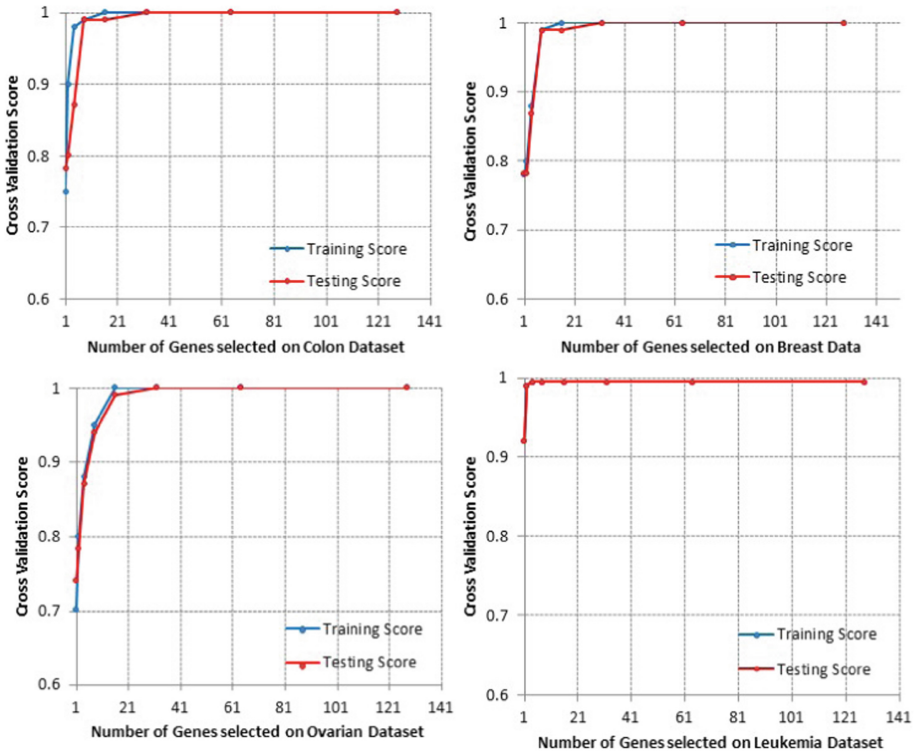 1
0.9
0.8
0.7
0.6
Cross Validation Score
Training Score
Testing Score
1 21 41 61 81 101 121 141
Number of Genes selected on Colon Dataset
1
0.9
0.8
0.7
0.6
Cross Validation Score
Training Score
Testing Score
1 21 41 61 81 101 121 141
Number of Genes selected on Breast Data
1
0.9
0.8
0.7
0.6
Cross Validation Score
Training Score
Testing Score
1 21 41 61 81 101 121 141
Number of Genes selected on Ovarian Dataset
1
0.9
0.8
0.7
0.6
Cross Validation Score
Training Score
Testing Score
1 21 41 61 81 101 121 141
Number of Genes selected on Leukemia Dataset